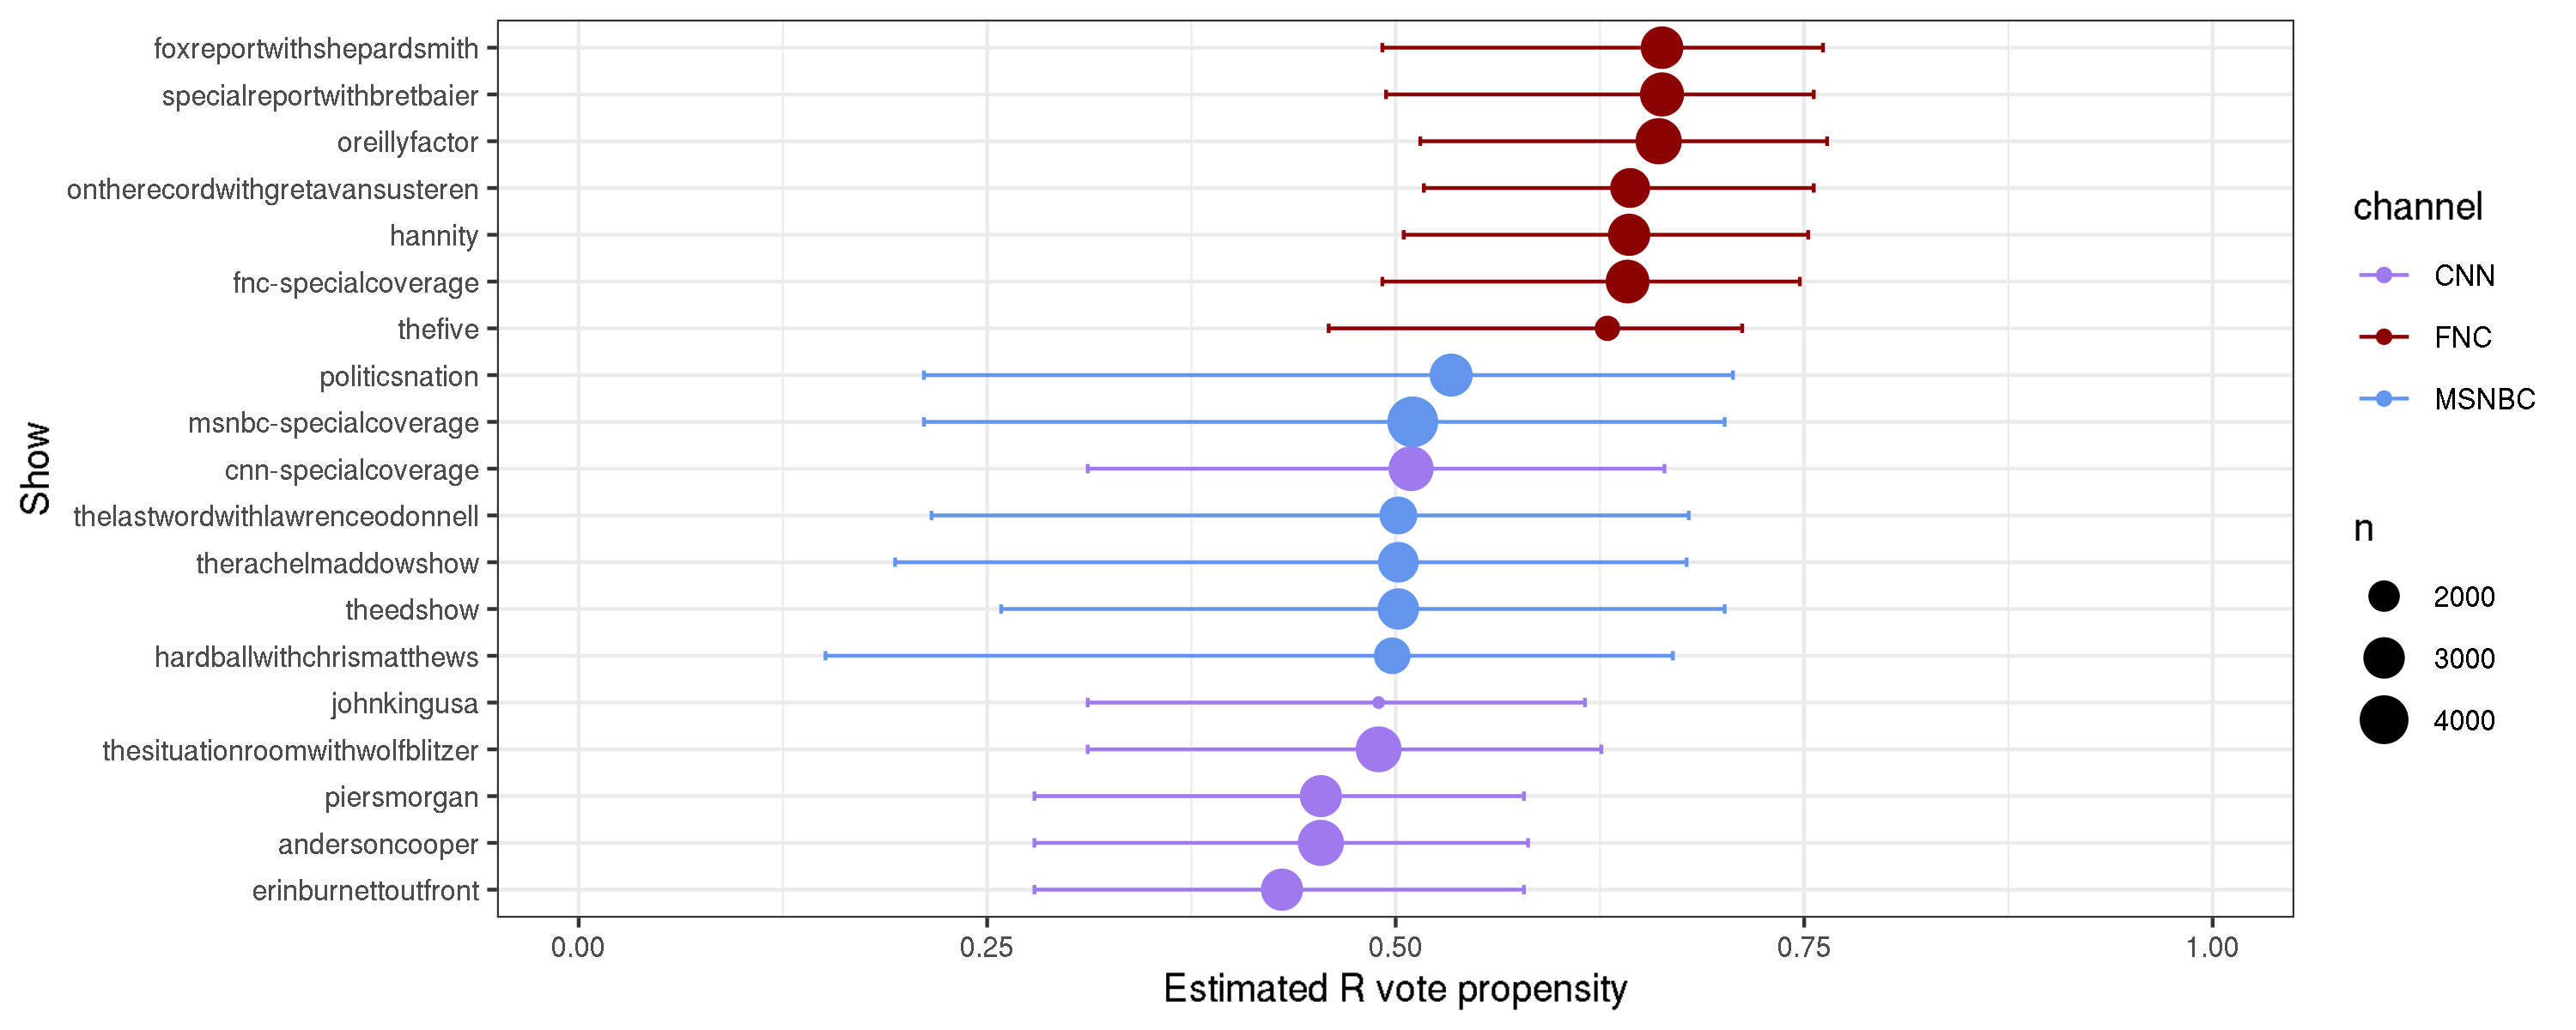 foxreportwithshepardsmith
specialreportwithbretbaier
oreillyfactor
ontherecordwithgretavansusteren
hannity
fnc-specialcoverage
thefive
politicsnation
msnbc-specialcoverage
cnn-specialcoverage
thelastwordwithlawrenceodonnell
therachelmaddowshow
theedshow
hardballwithchrismatthews
johnkingusa
thesituationroomwithwolfblitzer
piersmorgan
andersoncooper
erinburnettoutfront
Show
0.00 0.25 0.50 0.75 1.00
Estimated R vote propensity
channel
CNN
FNC
MSNBC
n
2000
3000
4000